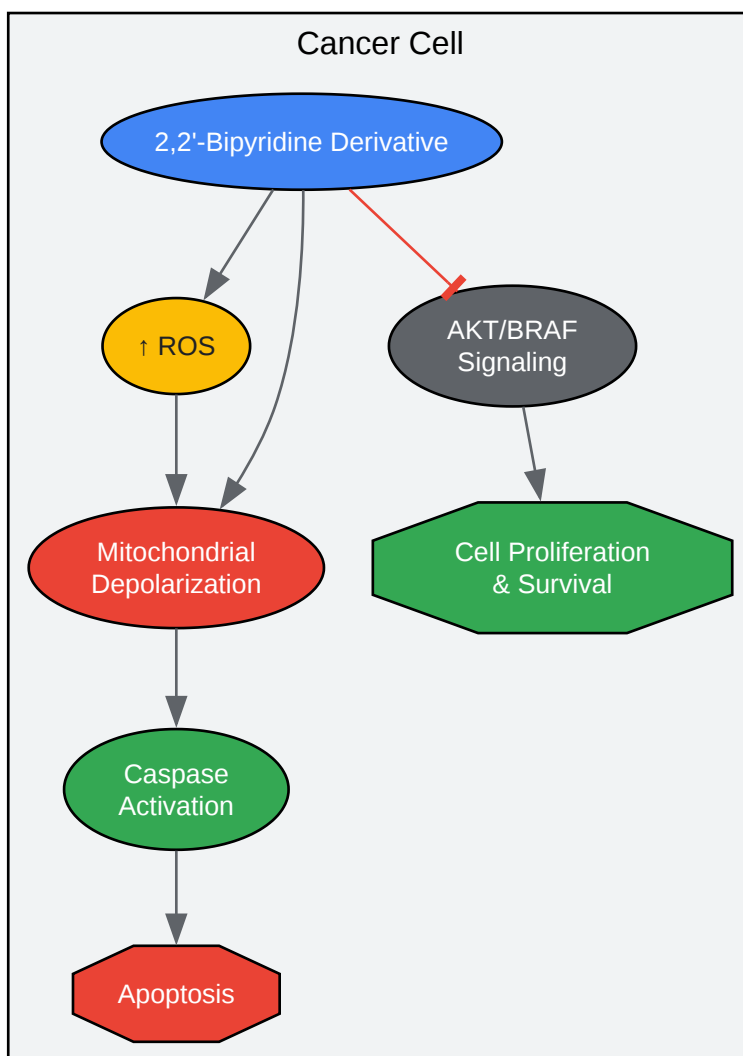 Cancer Cell
2,2'-Bipyridine Derivative
↑ ROS
AKT/BRAF
Signaling
Mitochondrial
Depolarization
Cell Proliferation
& Survival
Caspase
Activation
Apoptosis